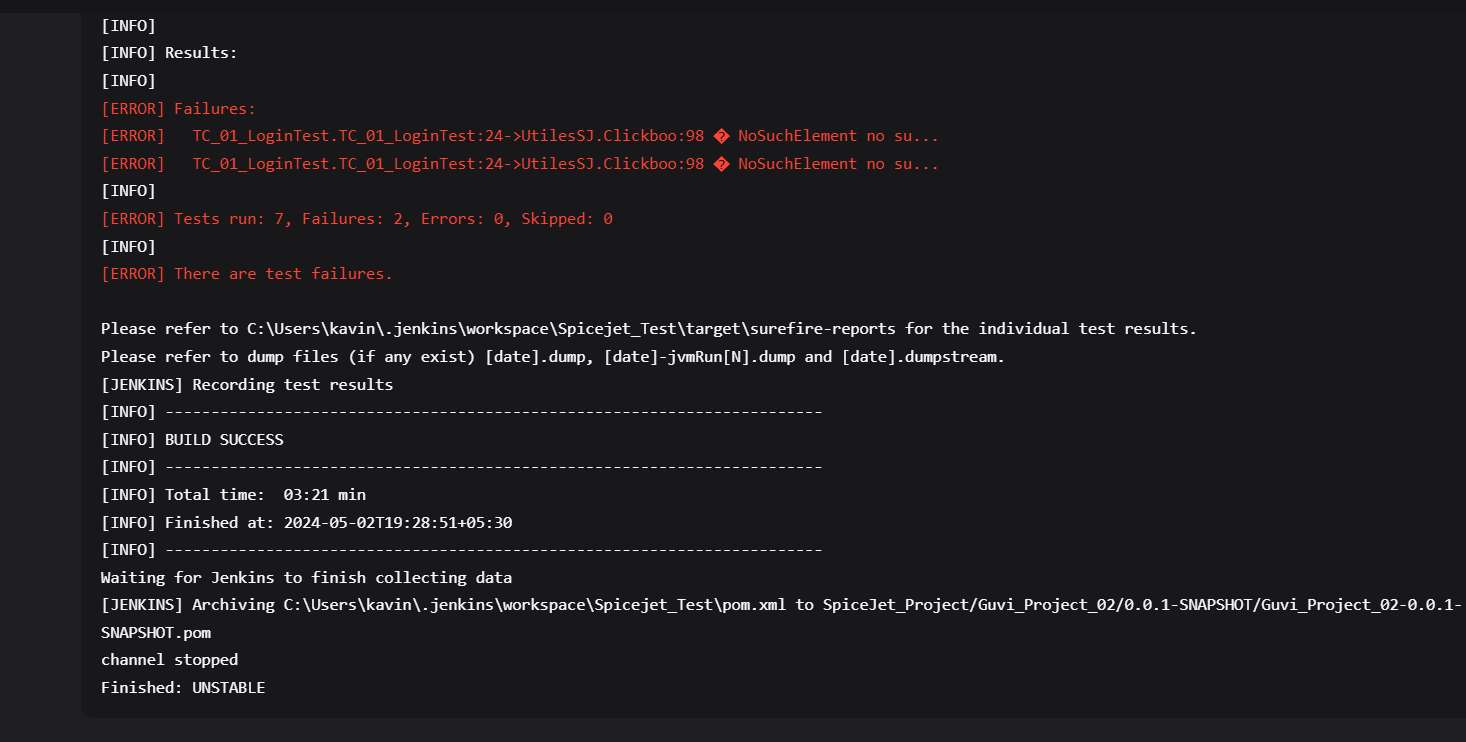 [INFO]
[INFO] Results:
[INFO]
[ERROR] Failures:
[ERROR]   TC_01_LoginTest.TC_01_LoginTest:24->UtilesSJ.Clickboo:98 � NoSuchElement no su...
[ERROR]   TC_01_LoginTest.TC_01_LoginTest:24->UtilesSJ.Clickboo:98 � NoSuchElement no su...
[INFO]
[ERROR] Tests run: 7, Failures: 2, Errors: 0, Skipped: 0
[INFO]
[ERROR] There are test failures.

Please refer to C:\Users\kavin\.jenkins\workspace\Spicejet_Test\target\surefire-reports for the individual test results.
Please refer to dump files (if any exist) [date].dump, [date]-jvmRun[N].dump and [date].dumpstream.
[JENKINS] Recording test results
[INFO] ------------------------------------------------------------------------
[INFO] BUILD SUCCESS
[INFO] ------------------------------------------------------------------------
[INFO] Total time:  03:21 min
[INFO] Finished at: 2024-05-02T19:28:51+05:30
[INFO] ------------------------------------------------------------------------
Waiting for Jenkins to finish collecting data
[JENKINS] Archiving C:\Users\kavin\.jenkins\workspace\Spicejet_Test\pom.xml to SpiceJet_Project/Guvi_Project_02/0.0.1-SNAPSHOT/Guvi_Project_02-0.0.1-
SNAPSHOT.pom
channel stopped
Finished: UNSTABLE